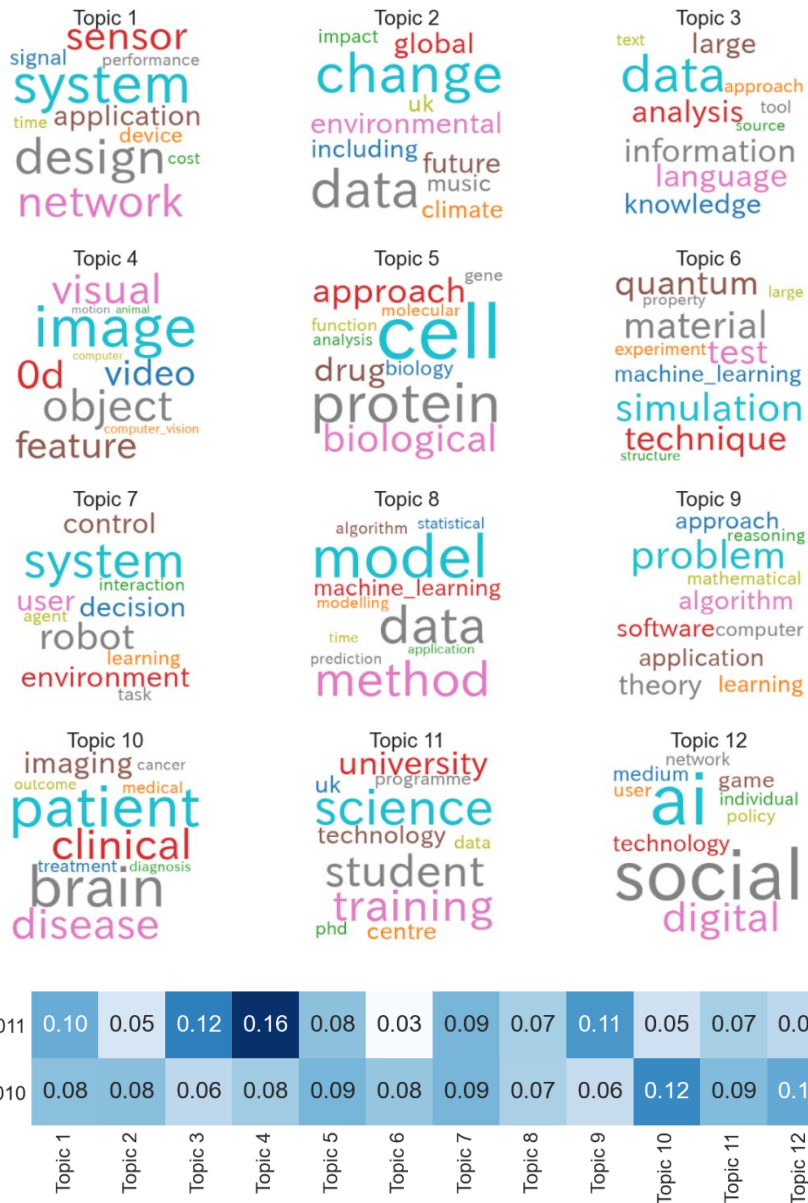 Topic 1
sensor
signal performance
system
time application
device
design cost
network
Topic 2
impact global
change
uk
environmental
including future
data music
climate
Topic 3
text large
data approach
analysis tool
source
information
language
knowledge
Topic 4
visual
motion animal
image
computer
0d video
object
computer_vision
feature
Topic 5
gene
approach
molecular
function cell
analysis
drug biology
protein
biological
Topic 6
quantum large
property
material
experiment test
machine_learning
simulation
technique
structure
Topic 7
control
system
interaction
user decision
agent
robot
learning
environment
task
Topic 8
algorithm statistical
model
machine_learning
modelling
time data
application
prediction
method
Topic 9
approach
reasoning
problem
mathematical
algorithm
software computer
application
theory learning
Topic 10
imaging cancer
outcome medical
patient
clinical
treatment diagnosis
brain
disease
Topic 11
university
uk programme
science
technology data
student
training
phd centre
Topic 12
network
medium game
user ai individual
policy
technology
social
digital
011 0.10 0.05 0.12 0.16 0.08 0.03 0.09 0.07 0.11 0.05 0.07 0.0
010 0.08 0.08 0.06 0.08 0.09 0.08 0.09 0.07 0.06 0.12 0.09 0.1
Topic 1 Topic 2 Topic 3 Topic 4 Topic 5 Topic 6 Topic 7 Topic 8 Topic 9 Topic 10 Topic 11 Topic 12